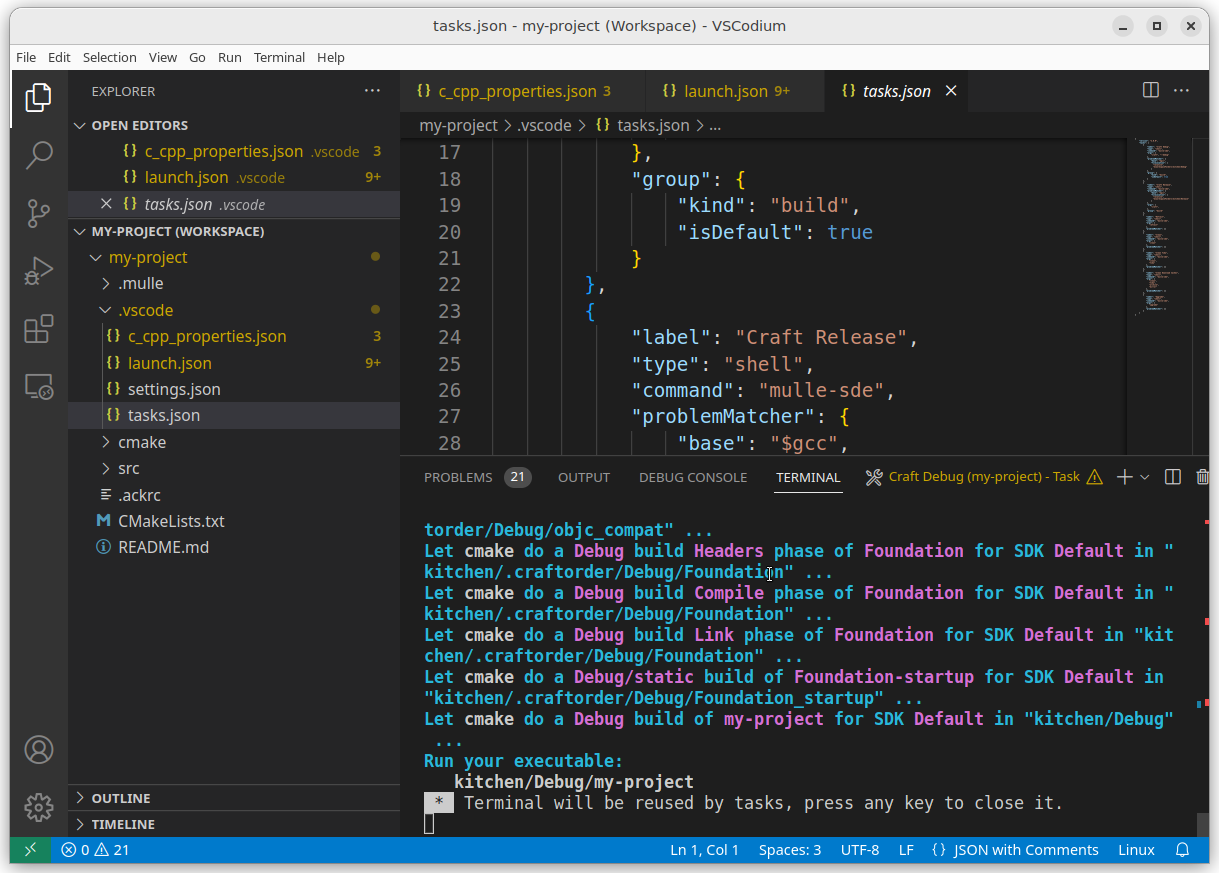 tasks.json - my-project (Workspace) - VSCodium
File Edit Selection View Go Run Terminal Help
EXPLORER
OPEN EDITORS
{} c_cpp_properties.json .vscode 3
{} launch.json .vscode 9+
{} tasks.json .vscode
MY-PROJECT (WORKSPACE)
my-project
.mulle
.vscode
{} c_cpp_properties.json 3
{} launch.json 9+
{} settings.json
{} tasks.json
cmake
src
.ackrc
CMakeLists.txt
README.md
OUTLINE
TIMELINE
{} c_cpp_properties.json 3 {} launch.json 9+ {} tasks.json
my-project > .vscode > {} tasks.json > ...
17 },
18 "group": {
19 "kind": "build",
20 "isDefault": true
21 }
22 },
23 {
24 "label": "Craft Release",
25 "type": "shell",
26 "command": "mulle-sde",
27 "problemMatcher": {
28 "base": "$gcc",
PROBLEMS 21 OUTPUT DEBUG CONSOLE TERMINAL Craft Debug (my-project) - Task
torder/Debug/objc_compat" ...
Let cmake do a Debug build Headers phase of Foundation for SDK Default in "
kitchen/.craftorder/Debug/Foundation" ...
Let cmake do a Debug build Compile phase of Foundation for SDK Default in "
kitchen/.craftorder/Debug/Foundation" ...
Let cmake do a Debug build Link phase of Foundation for SDK Default in "kit
chen/.craftorder/Debug/Foundation" ...
Let cmake do a Debug/static build of Foundation-startup for SDK Default in
"kitchen/.craftorder/Debug/Foundation_startup" ...
Let cmake do a Debug build of my-project for SDK Default in "kitchen/Debug"
...
Run your executable:
kitchen/Debug/my-project
* Terminal will be reused by tasks, press any key to close it.
0 21 Ln 1, Col 1 Spaces: 3 UTF-8 LF {} JSON with Comments Linux